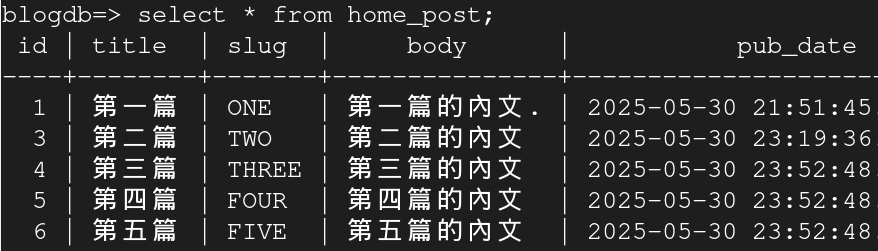 blogdb=> select * from home_post;
 id | title  | slug  |     body      |           pub_date
----+--------+-------+---------------+--------------------
  1 | 第一篇 | ONE   | 第一篇的內文. | 2025-05-30 21:51:45.
  3 | 第二篇 | TWO   | 第二篇的內文  | 2025-05-30 23:19:36.
  4 | 第三篇 | THREE | 第三篇的內文  | 2025-05-30 23:52:48.
  5 | 第四篇 | FOUR  | 第四篇的內文  | 2025-05-30 23:52:48.
  6 | 第五篇 | FIVE  | 第五篇的內文  | 2025-05-30 23:52:48.